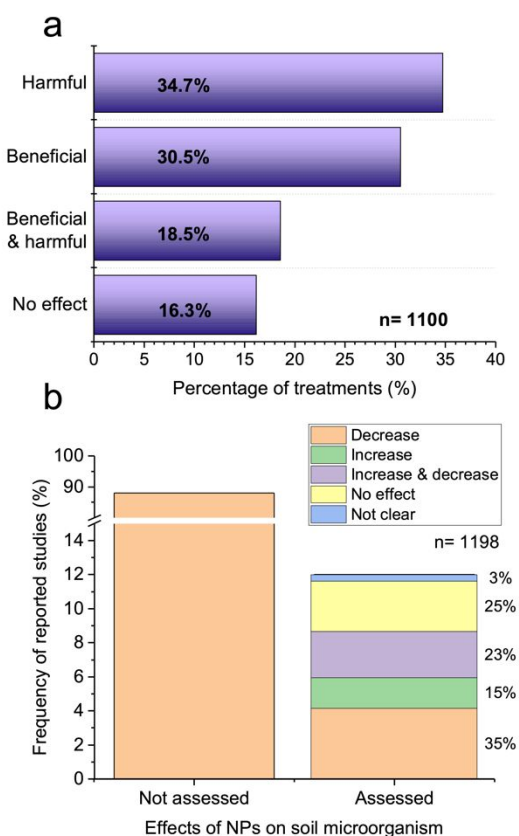 a
Harmful
34.7%
Beneficial
30.5%
Beneficial
& harmful
18.5%
No effect
16.3%
n= 1100
0 5 10 15 20 25 30 35 40
Percentage of treatments (%)
b
Frequency of reported studies (%)
100
90
14
12
10
8
6
4
2
0
Decrease
Increase
Increase & decrease
No effect
Not clear
n= 1198
3%
25%
23%
15%
35%
Not assessed
Assessed
Effects of NPs on soil microorganism